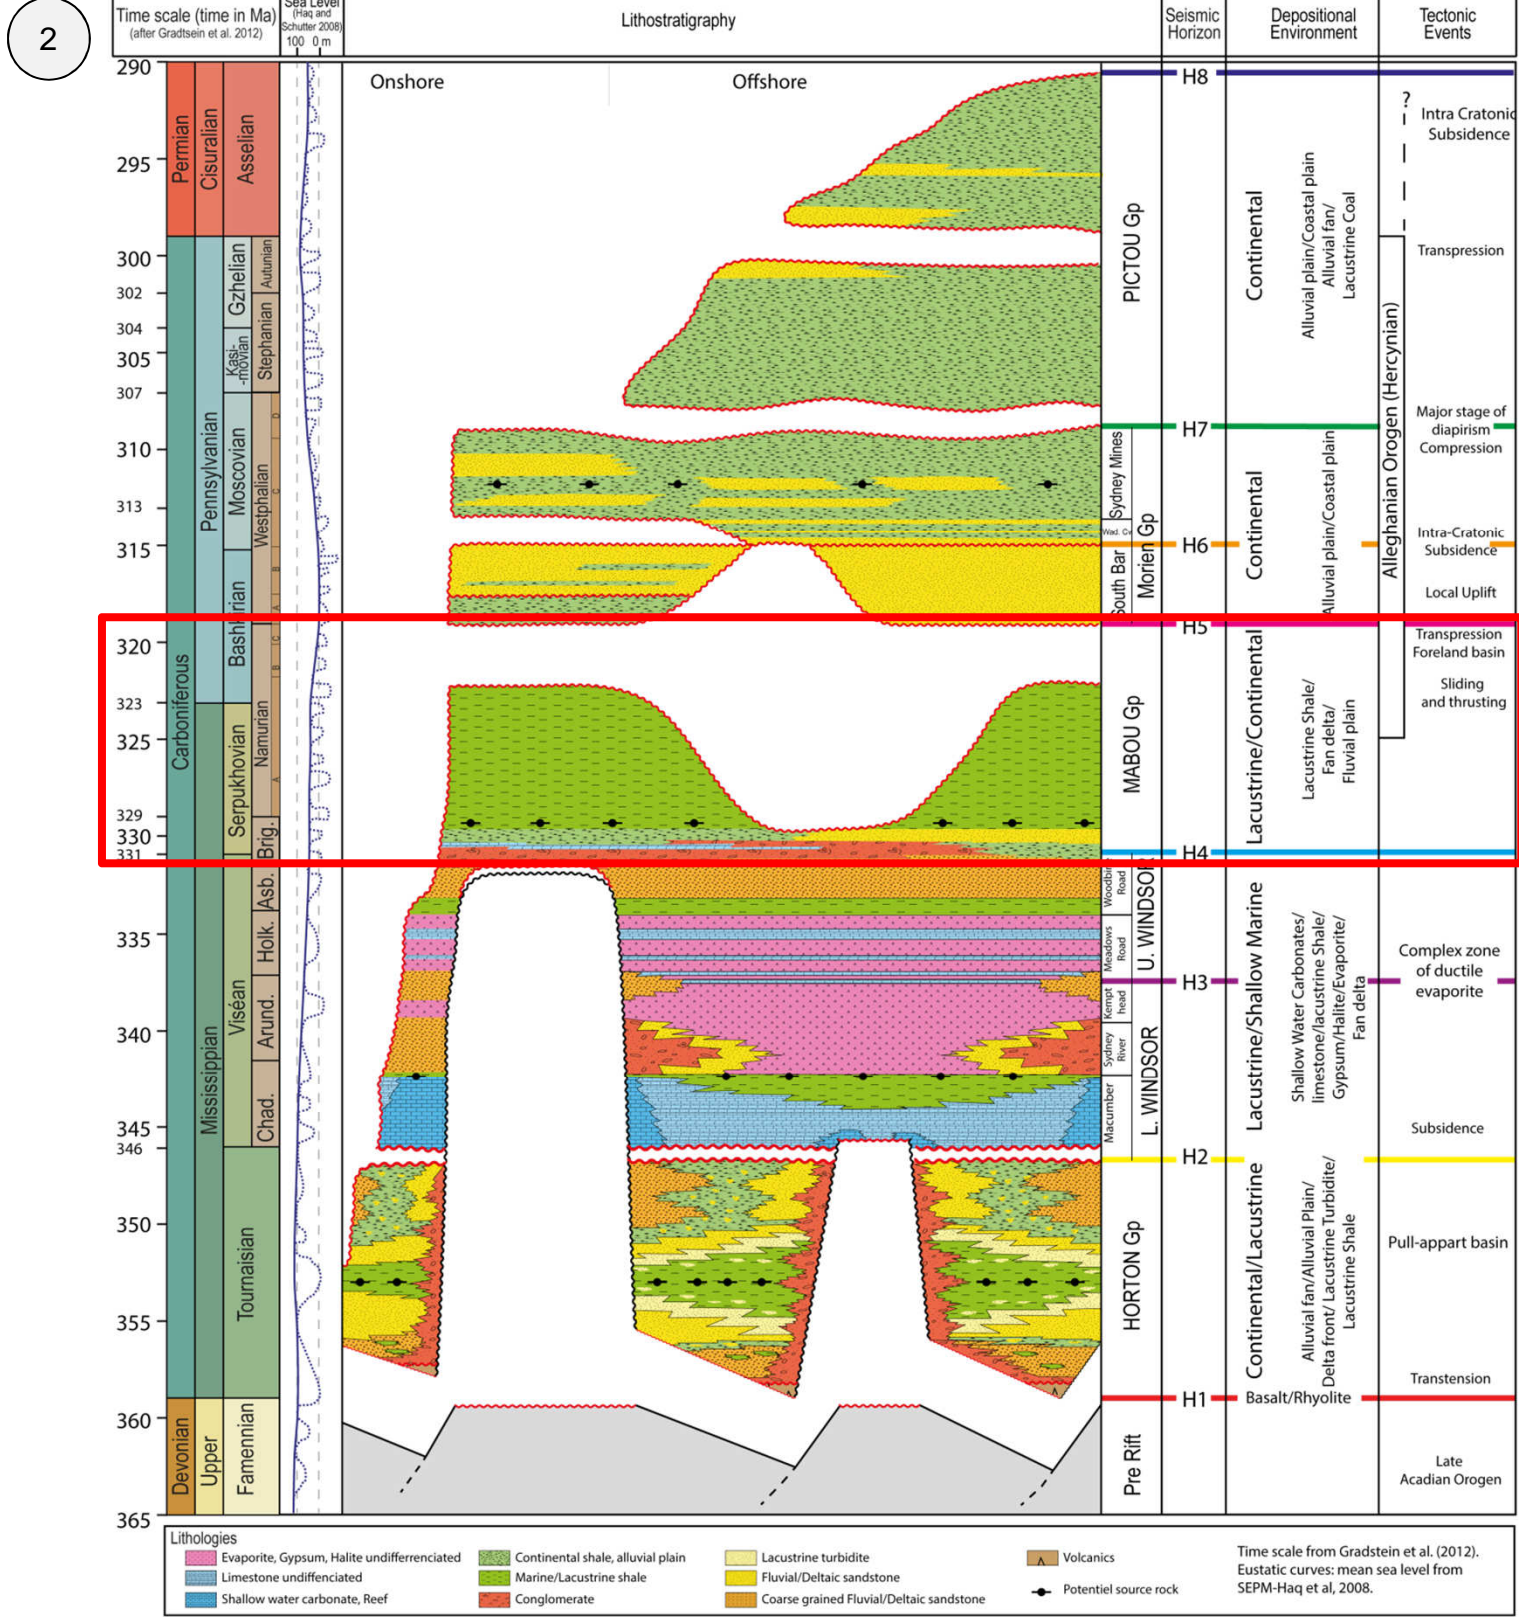 2
Time scale (time in Ma)
(after Gradtsein et al. 2012)
Sea Level
(Haq and
Schutter 2008)
100 0 m
Lithostratigraphy
Seismic
Horizon
Depositional
Environment
Tectonic
Events
290
295
300
302
304
305
307
310
313
315
320
323
325
329
330
331
335
340
345
346
350
355
360
365
Permian
Carboniferous
Devonian
Cisuralian
Pennsylvanian
Mississippian
Upper
Asselian
Gzhelian
Kasi-
-movian
Moscovian
Bashkirian
Serpukhovian
Viséan
Tournaisian
Famennian
Autunian
Stephanian
Westphalian
Namurian
Brig.
Asb.
Holk.
Arund.
Chad.
D
C
B
A
C
B
A
Onshore
Offshore
PICTOU Gp
Sydney Mines
Wad. Cv
South Bar
Morien Gp
MABOU Gp
Woodbine
Road
Meadows
Road
U. WINDSOR
Kempt
head
Sydney
River
Macumber
L. WINDSOR
HORTON Gp
Pre Rift
H8
H7
H6
H5
H4
H3
H2
H1
Continental
Alluvial plain/Coastal plain
Alluvial fan/
Lacustrine Coal
Continental
Alluvial plain/Coastal plain
Lacustrine/Continental
Lacustrine Shale/
Fan delta/
Fluvial plain
Lacustrine/Shallow Marine
Shallow Water Carbonates/
limestone/lacustrine Shale/
Gypsum/Halite/Evaporite/
Fan delta
Continental/Lacustrine
Alluvial fan/Alluvial Plain/
Delta front/ Lacustrine Turbidite/
Lacustrine Shale
Basalt/Rhyolite
?
Alleghanian Orogen (Hercynian)
Intra Cratonic
Subsidence
Transpression
Major stage of
diapirism
Compression
Intra-Cratonic
Subsidence
Local Uplift
Transpression
Foreland basin
Sliding
and thrusting
Complex zone
of ductile
evaporite
Subsidence
Pull-appart basin
Transtension
Late
Acadian Orogen
Lithologies
Evaporite, Gypsum, Halite undifferrenciated
Limestone undiffenciated
Shallow water carbonate, Reef
Continental shale, alluvial plain
Marine/Lacustrine shale
Conglomerate
Lacustrine turbidite
Fluvial/Deltaic sandstone
Coarse grained Fluvial/Deltaic sandstone
Volcanics
Potentiel source rock
Time scale from Gradstein et al. (2012).
Eustatic curves: mean sea level from
SEPM-Haq et al, 2008.